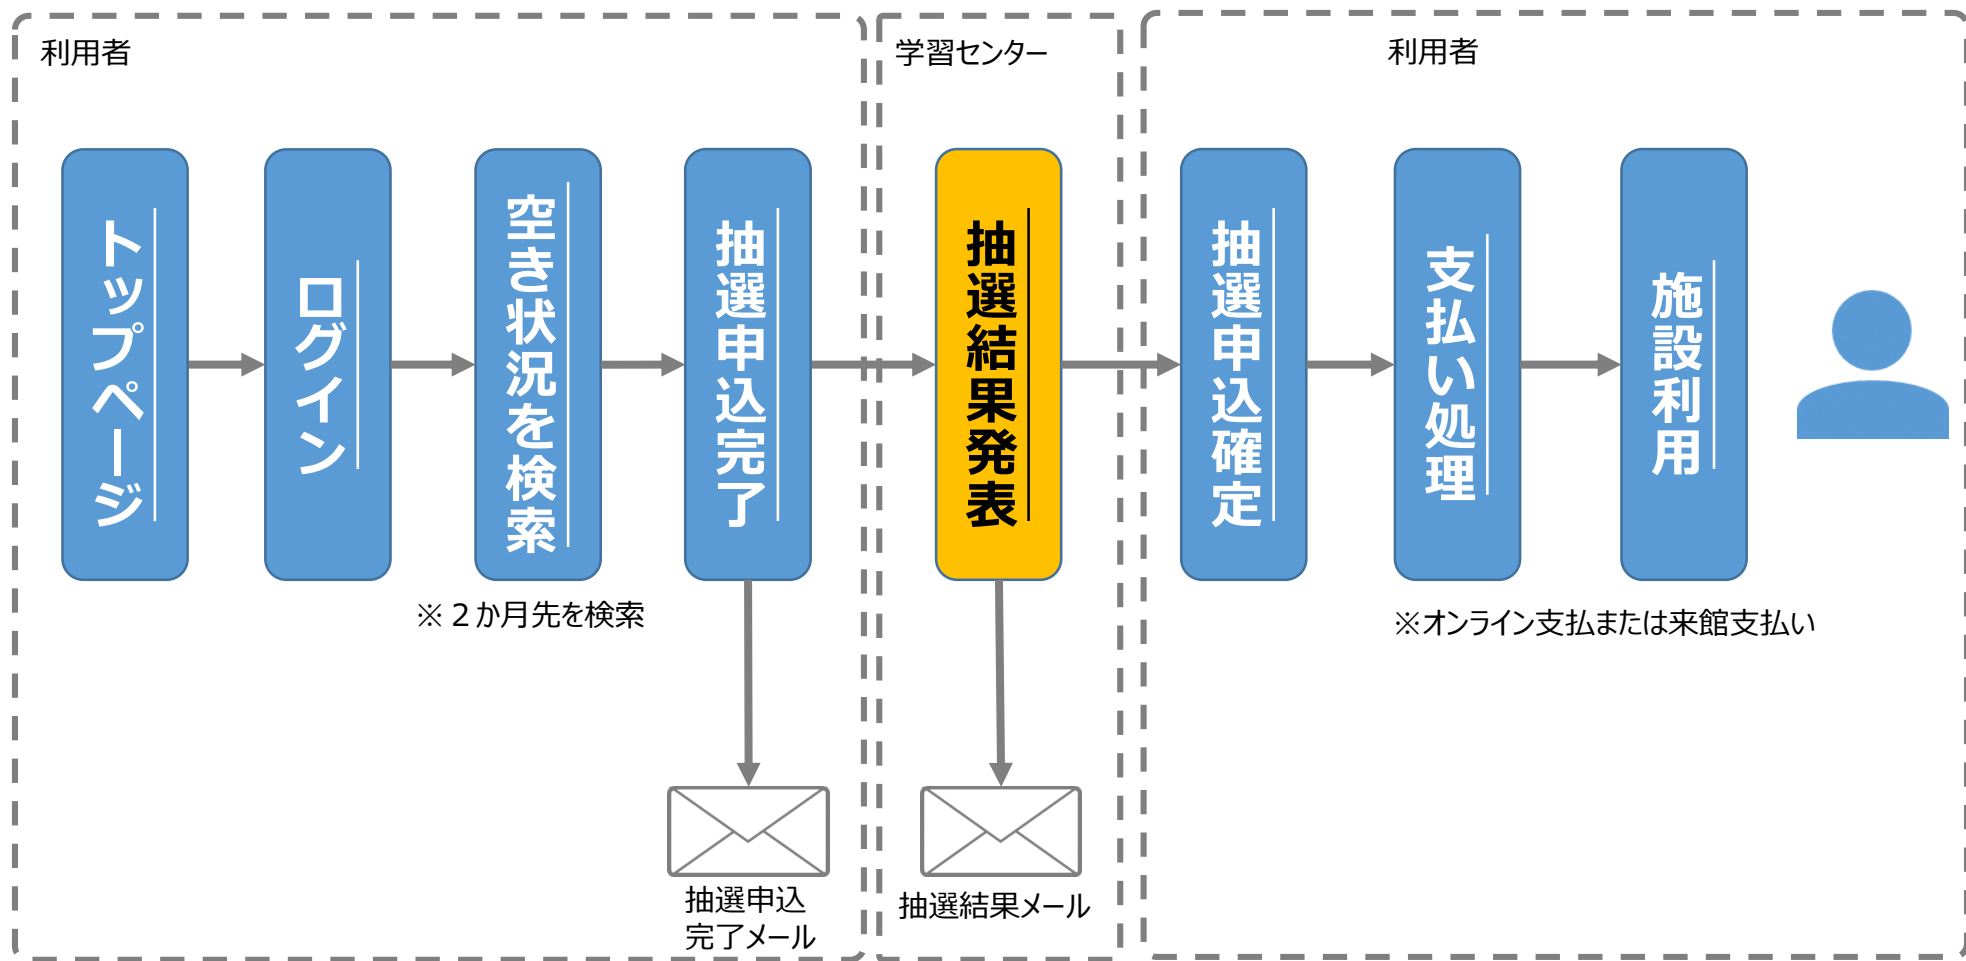 利用者
トップページ
ログイン
空き状況を検索
抽選申込完了
※２か月先を検索
抽選申込
完了メール
学習センター
抽選結果発表
抽選結果メール
利用者
抽選申込確定
支払い処理
施設利用
※オンライン支払または来館支払い